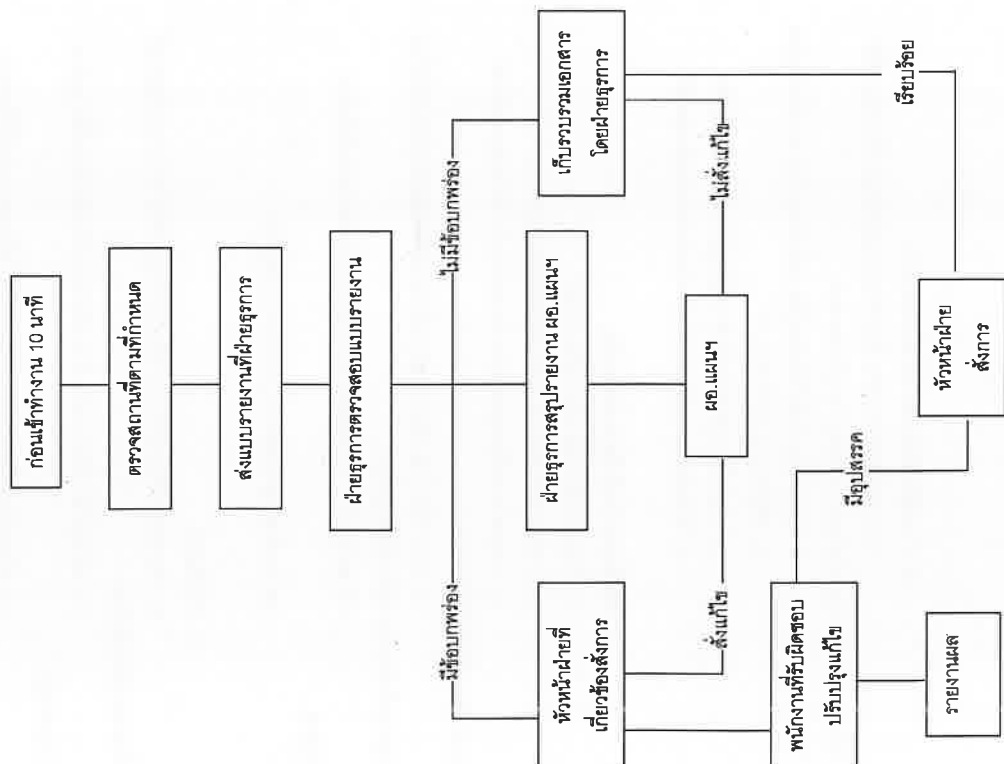 ก่อนเข้าทำงาน 10 นาที
ตรวจสถานที่ตามที่กำหนด
ส่งแบบรายงานที่ฝ่ายธุรการ
ฝ่ายธุรการตรวจสอบแบบรายงาน
มีข้อบกพร่อง
ไม่มีข้อบกพร่อง
หัวหน้าฝ่ายที่
เกี่ยวข้องสั่งการ
ฝ่ายธุรการสรุปรายงาน ผอ.แผนฯ
เก็บรวบรวมเอกสาร
โดยฝ่ายธุรการ
สั่งแก้ไข
ผอ.แผนฯ
ไม่สั่งแก้ไข
พนักงานที่รับผิดชอบ
ปรับปรุงแก้ไข
มีอุปสรรค
เรียบร้อย
รายงานผล
หัวหน้าฝ่าย
สั่งการ